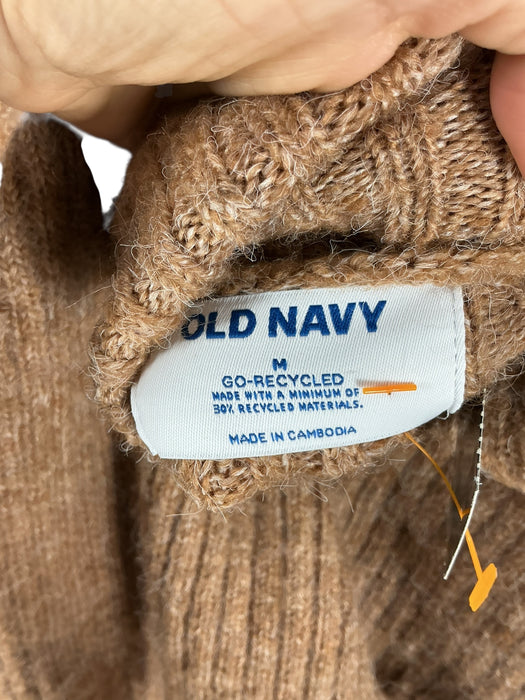 OLD NAVY
M
GO-RECYCLED
MADE WITH A MINIMUM OF
30% RECYCLED MATERIALS.
MADE IN CAMBODIA